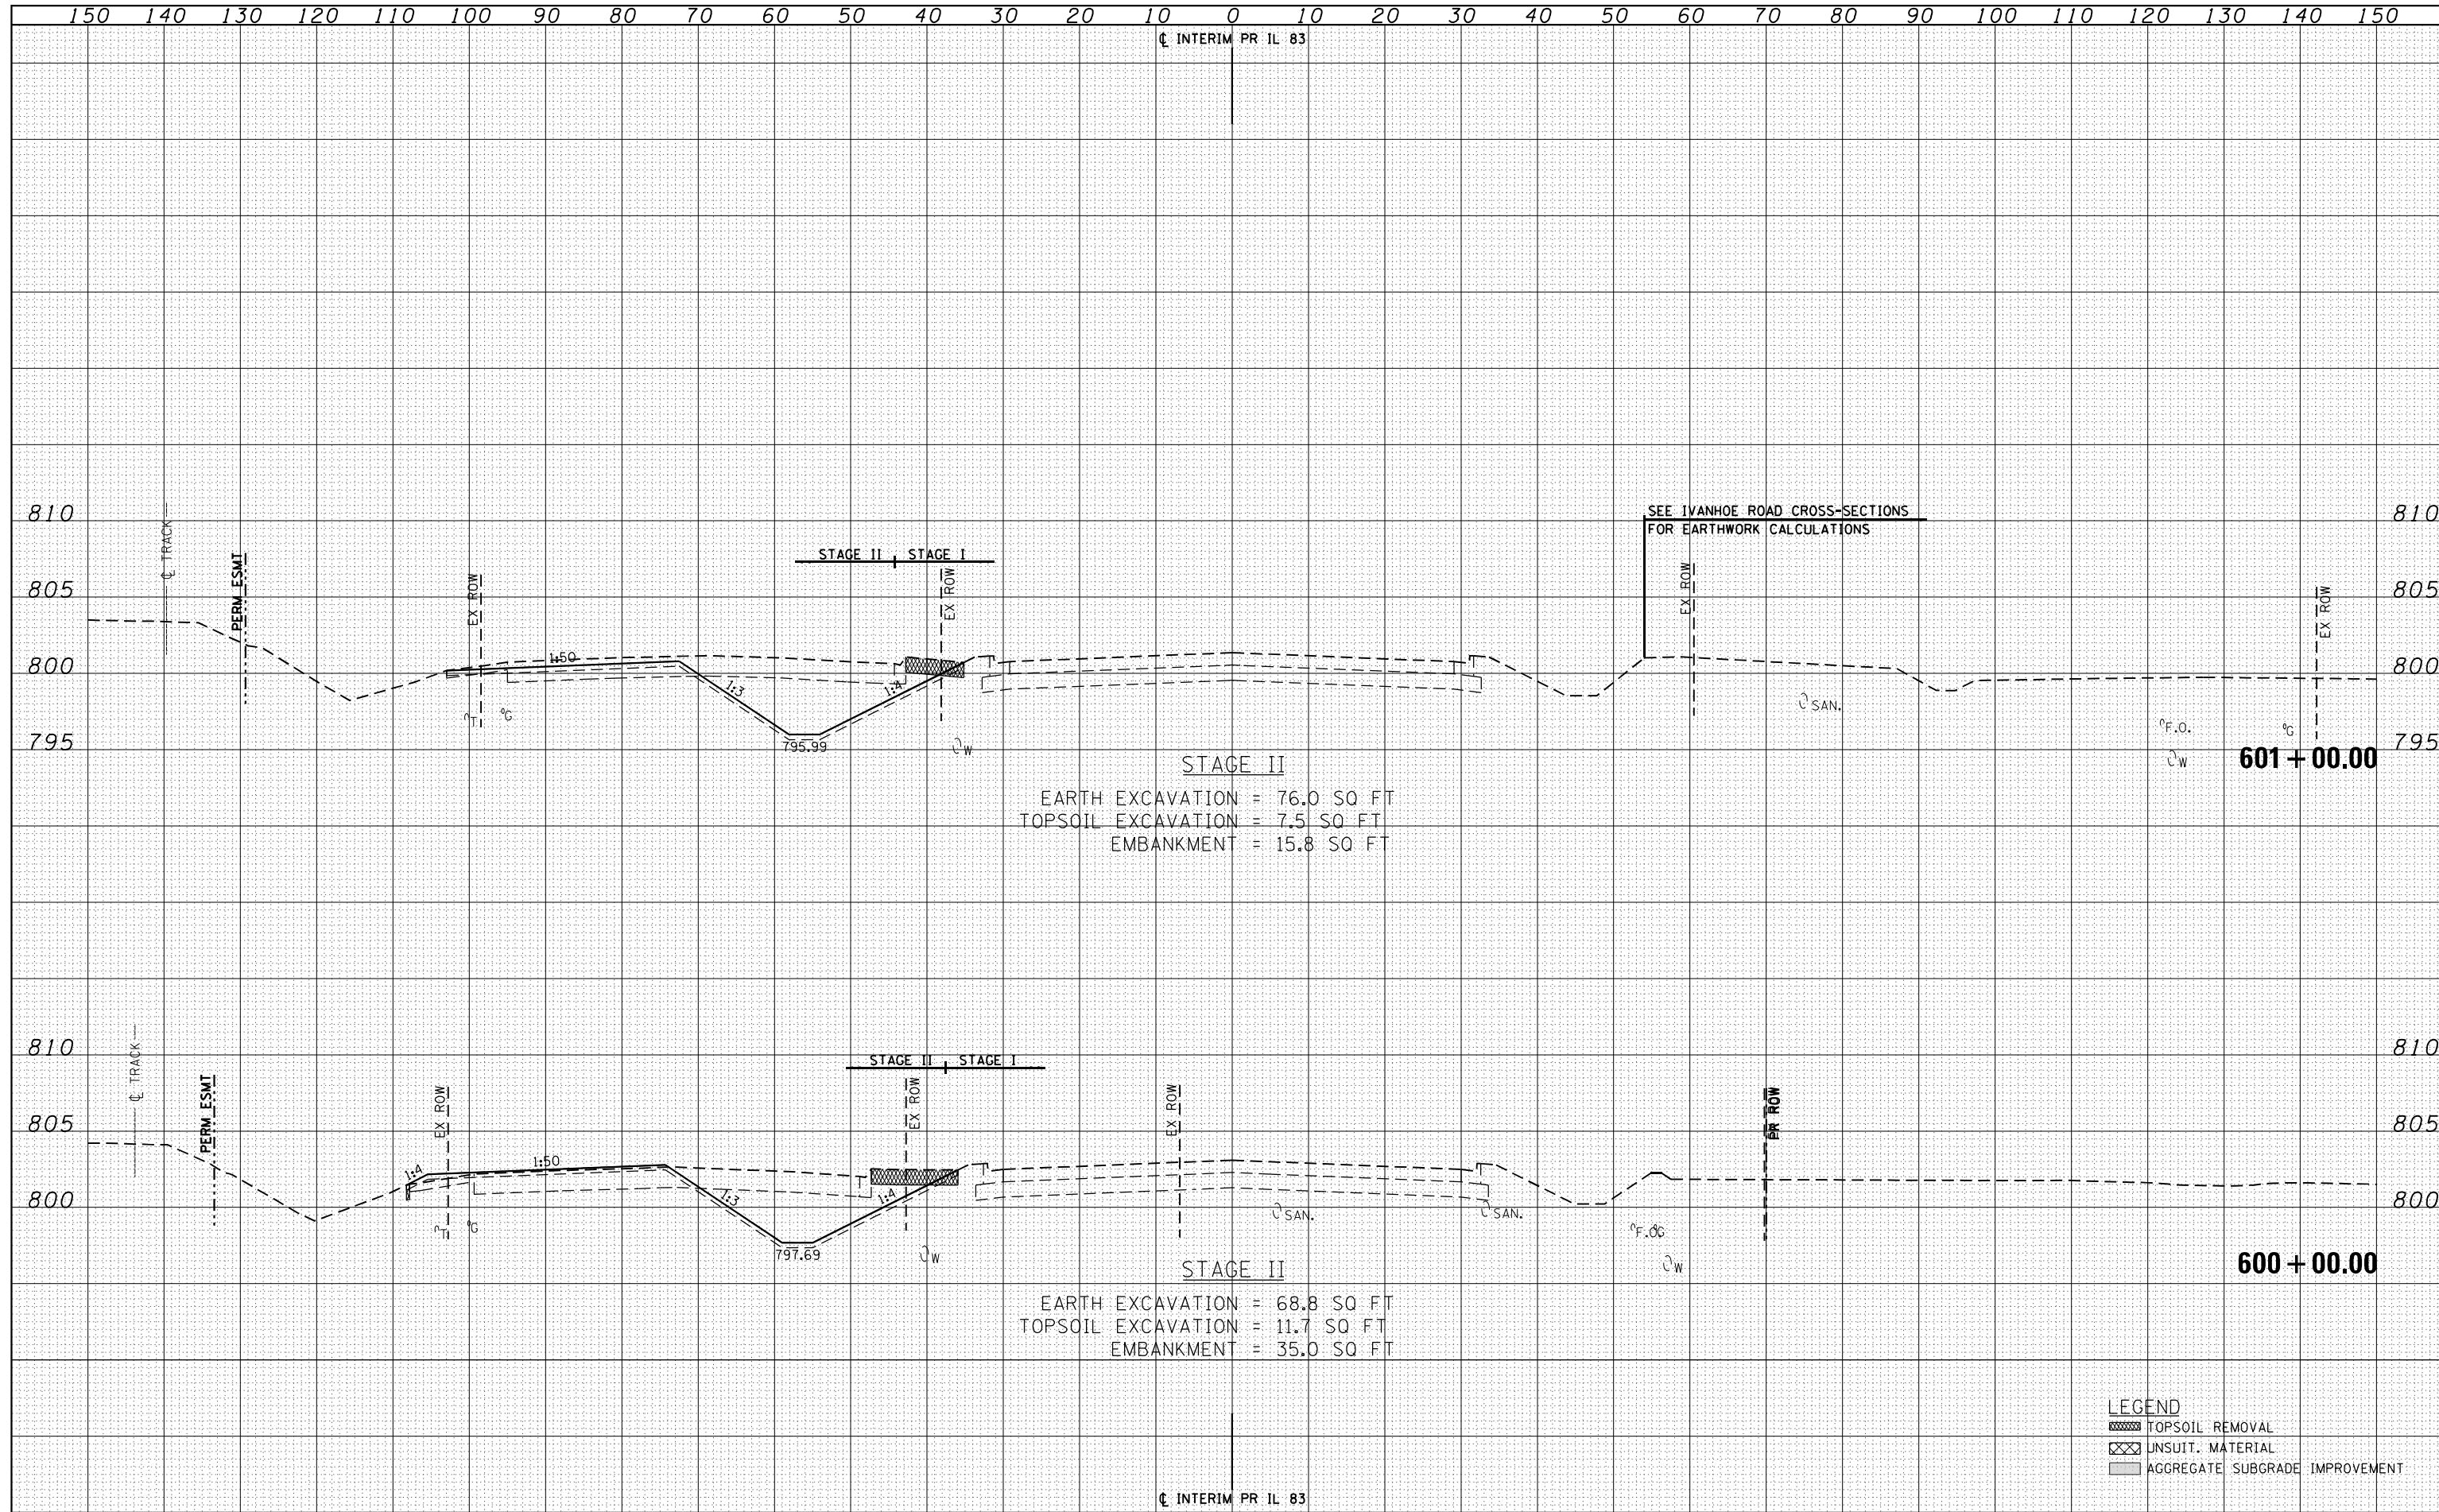 150 140 130 120 110 100 90 80 70 60 50 40 30 20 10 0 10 20 30 40 50 60 70 80 90 100 110 120 130 140 150
℄ INTERIM PR IL 83
810 810
805 805
800 800
795 795
℄ TRACK
PERM ESMT
EX ROW
STAGE II STAGE I
EX ROW
SEE IVANHOE ROAD CROSS-SECTIONS
FOR EARTHWORK CALCULATIONS
EX ROW
EX ROW
1:50
1:3
1:4
795.99
T
G
W
SAN.
F.O.
G
W
601+00.00
STAGE II
EARTH EXCAVATION = 76.0 SQ FT
TOPSOIL EXCAVATION = 7.5 SQ FT
EMBANKMENT = 15.8 SQ FT
810 810
805 805
800 800
℄ TRACK
PERM ESMT
EX ROW
STAGE II STAGE I
EX ROW
EX ROW
PR ROW
1:4
1:50
1:3
1:4
797.69
T
G
W
SAN.
SAN.
F.O.
G
W
600+00.00
STAGE II
EARTH EXCAVATION = 68.8 SQ FT
TOPSOIL EXCAVATION = 11.7 SQ FT
EMBANKMENT = 35.0 SQ FT
LEGEND
TOPSOIL REMOVAL
UNSUIT. MATERIAL
AGGREGATE SUBGRADE IMPROVEMENT
℄ INTERIM PR IL 83